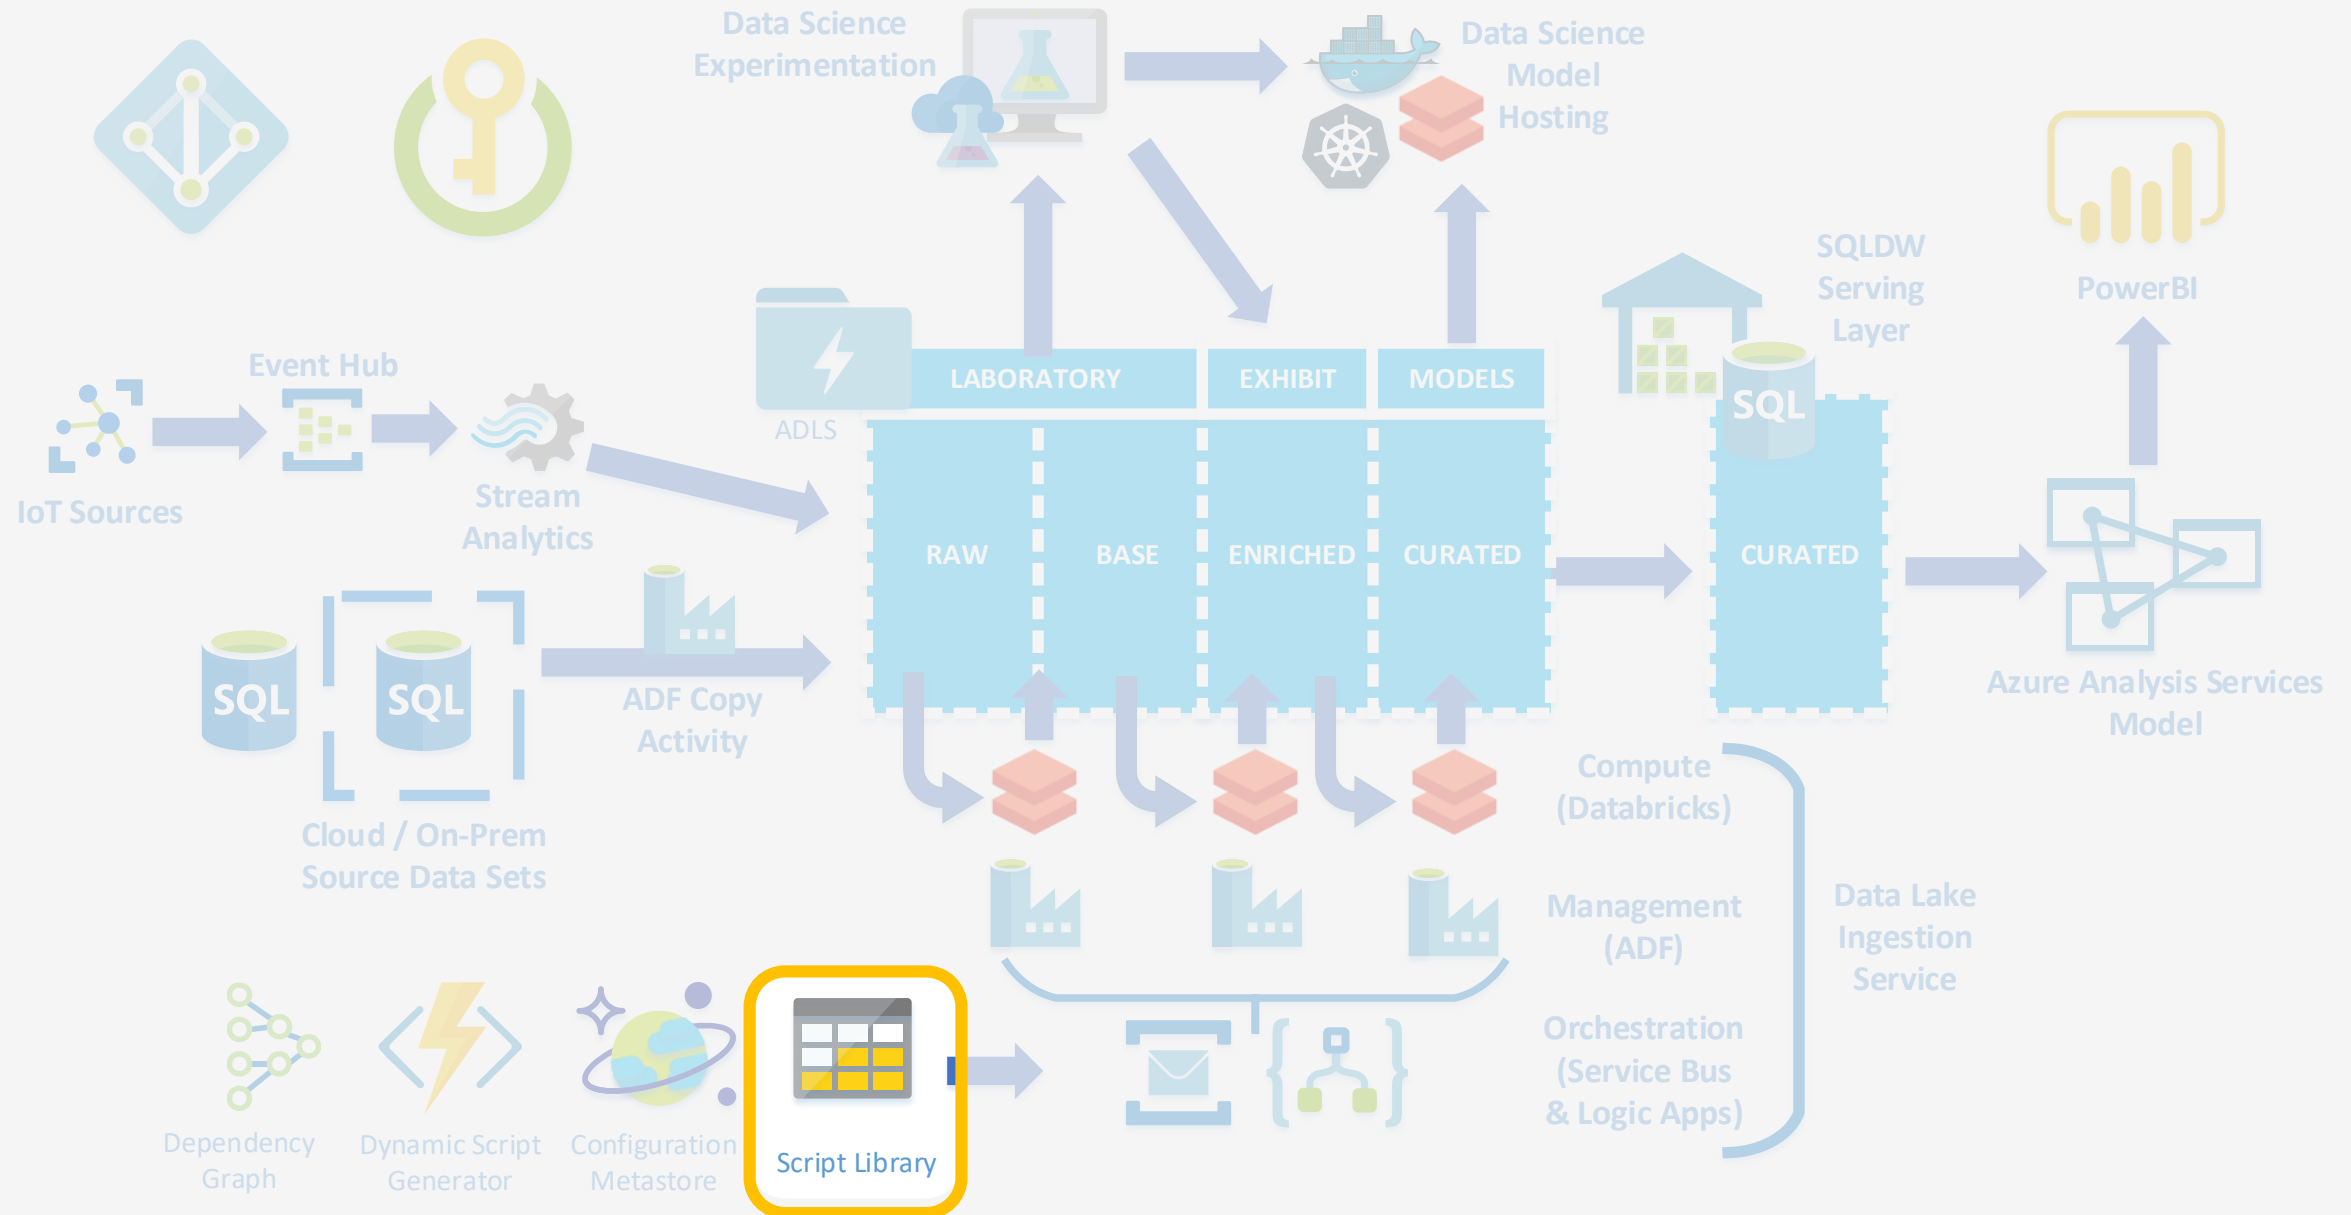 Data Science
Experimentation
Data Science
Model
Hosting
SQLDW
Serving
Layer
PowerBI
Event Hub
IoT Sources
Stream
Analytics
ADLS
LABORATORY
EXHIBIT
MODELS
SQL
RAW
BASE
ENRICHED
CURATED
CURATED
SQL
SQL
ADF Copy
Activity
Azure Analysis Services
Model
Cloud / On-Prem
Source Data Sets
Compute
(Databricks)
Management
(ADF)
Data Lake
Ingestion
Service
Orchestration
(Service Bus
& Logic Apps)
Dependency
Graph
Dynamic Script
Generator
Configuration
Metastore
Script Library